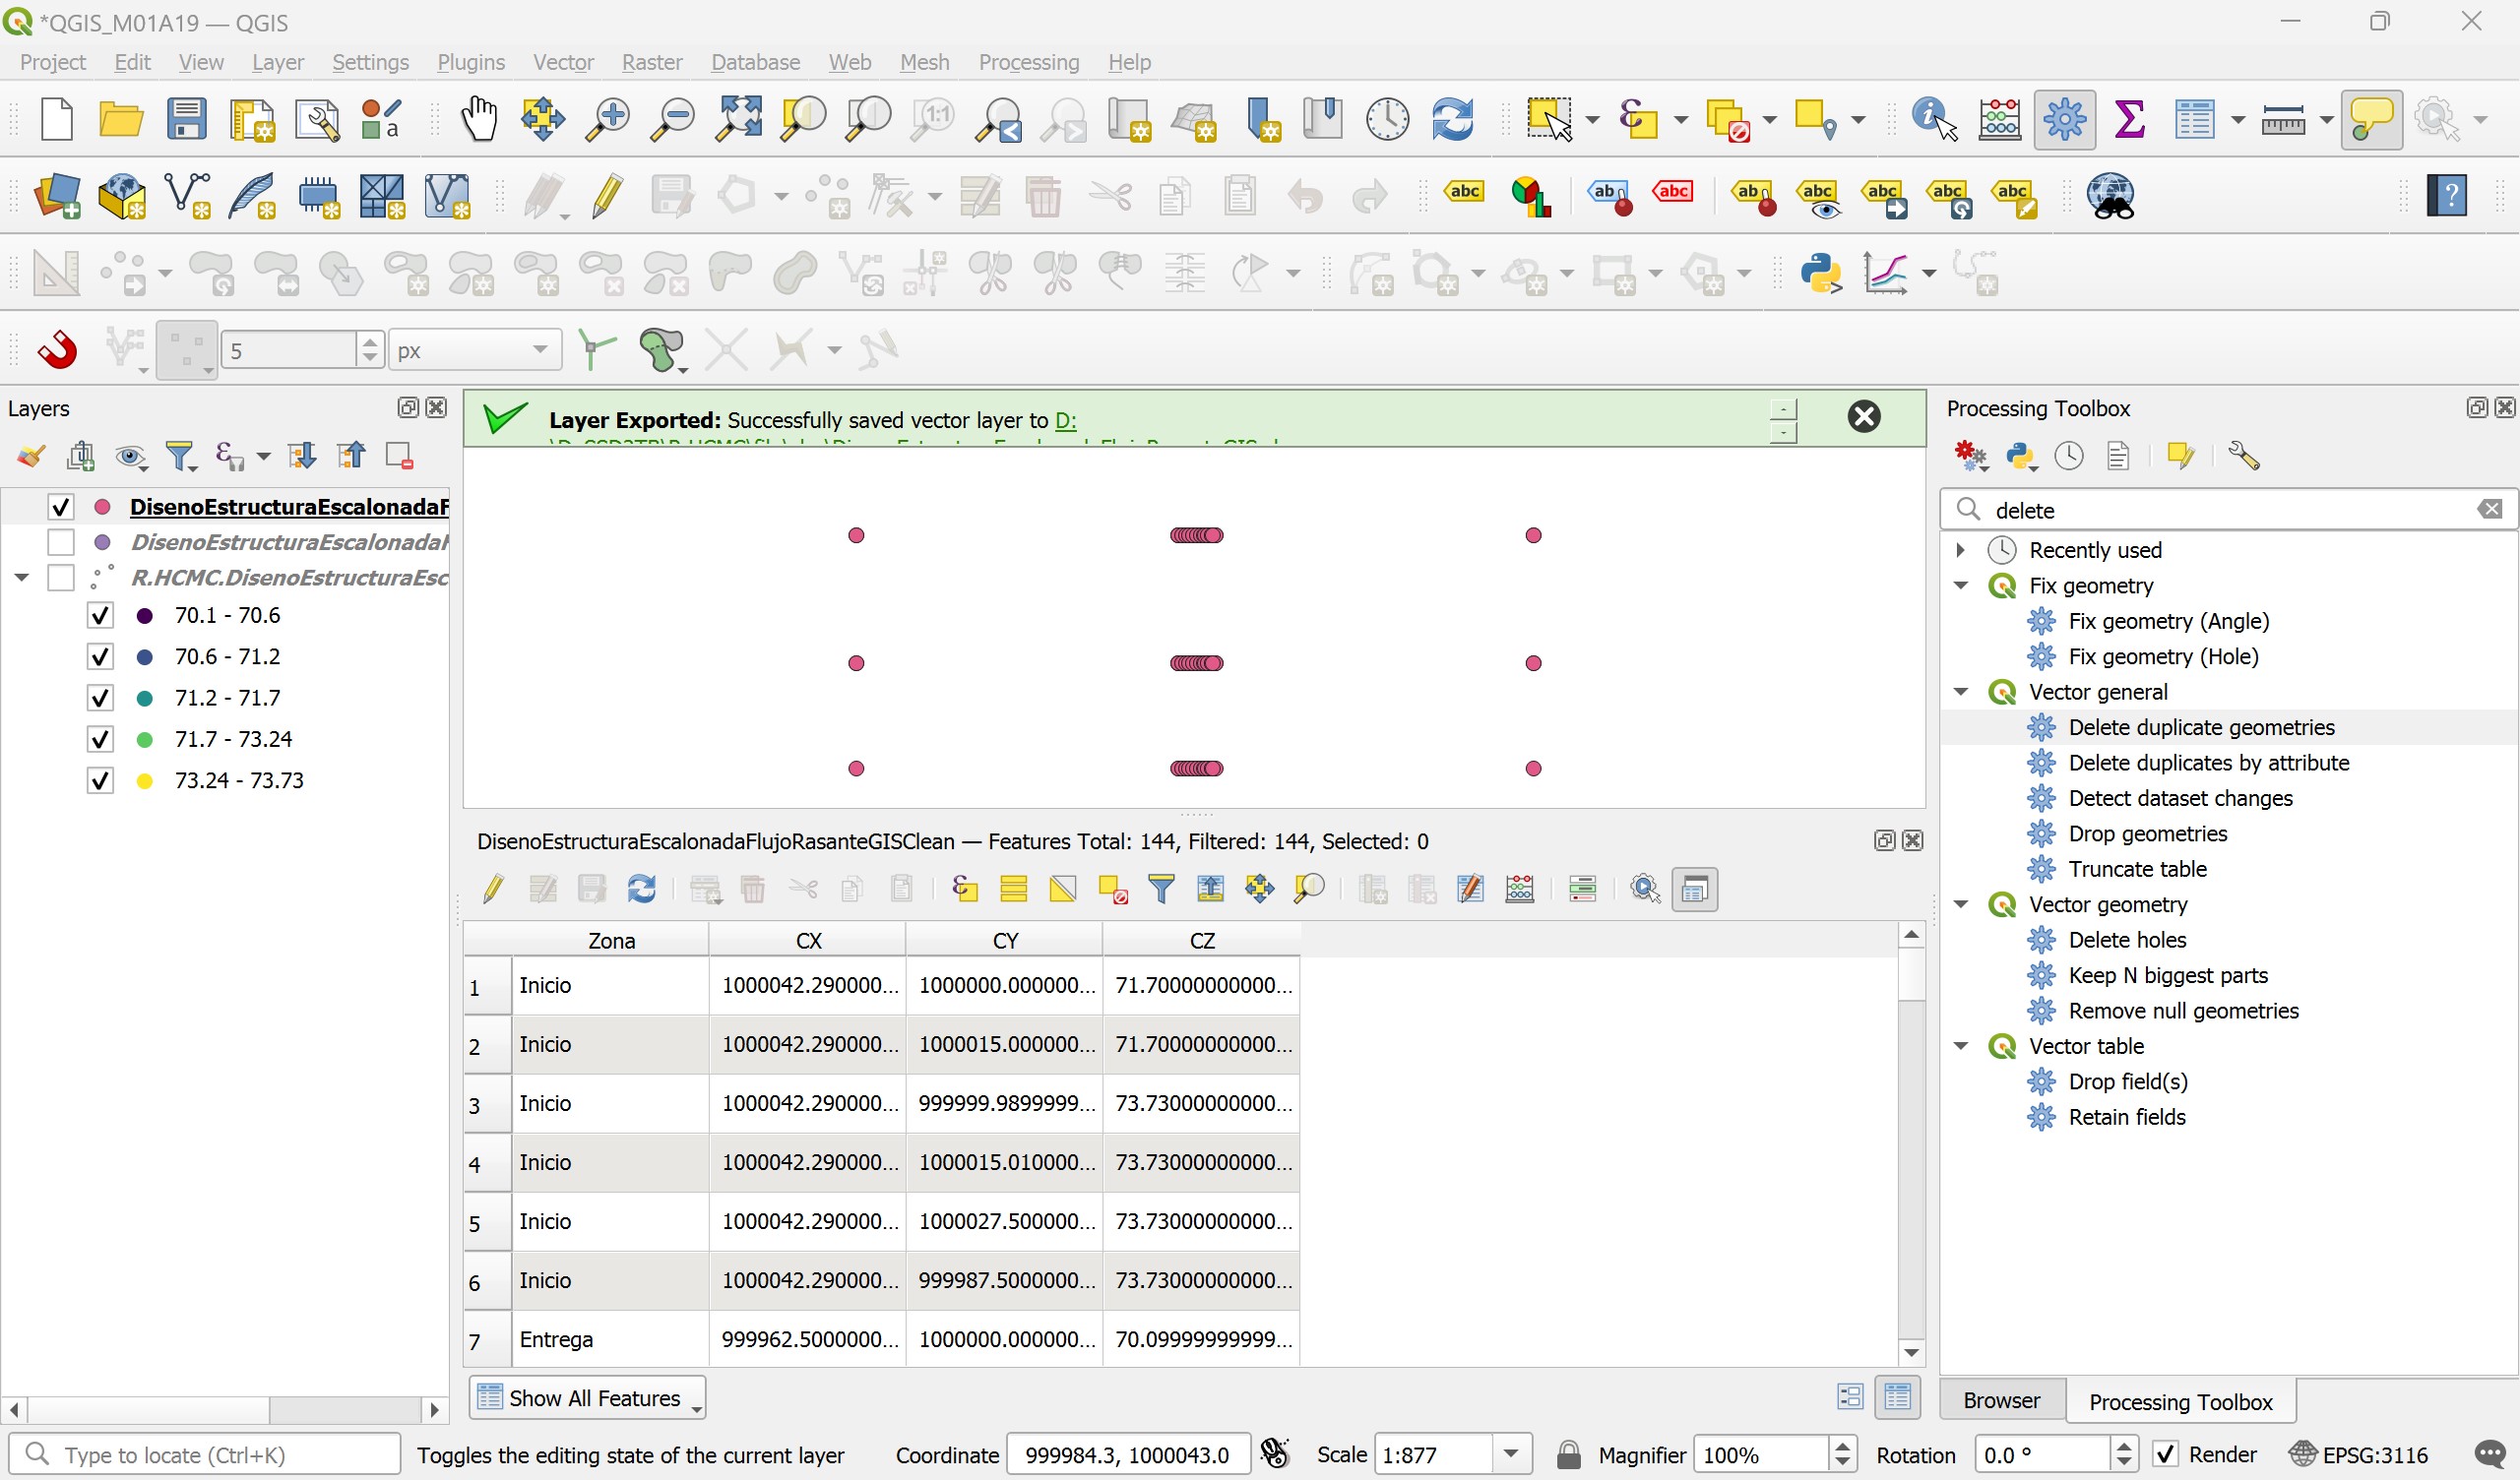 *QGIS_M01A19 — QGIS
Project Edit View Layer Settings Plugins Vector Raster Database Web Mesh Processing Help
5 px
Layers
DisenoEstructuraEscalonadaF
DisenoEstructuraEscalonada
R.HCMC.DisenoEstructuraEsc
70.1 - 70.6
70.6 - 71.2
71.2 - 71.7
71.7 - 73.24
73.24 - 73.73
Layer Exported: Successfully saved vector layer to D:
DisenoEstructuraEscalonadaFlujoRasanteGISClean — Features Total: 144, Filtered: 144, Selected: 0
Zona CX CY CZ
1 Inicio 1000042.290000... 1000000.000000... 71.70000000000...
2 Inicio 1000042.290000... 1000015.000000... 71.70000000000...
3 Inicio 1000042.290000... 999999.9899999... 73.73000000000...
4 Inicio 1000042.290000... 1000015.010000... 73.73000000000...
5 Inicio 1000042.290000... 1000027.500000... 73.73000000000...
6 Inicio 1000042.290000... 999987.5000000... 73.73000000000...
7 Entrega 999962.5000000... 1000000.000000... 70.09999999999...
Show All Features
Processing Toolbox
delete
Recently used
Fix geometry
Fix geometry (Angle)
Fix geometry (Hole)
Vector general
Delete duplicate geometries
Delete duplicates by attribute
Detect dataset changes
Drop geometries
Truncate table
Vector geometry
Delete holes
Keep N biggest parts
Remove null geometries
Vector table
Drop field(s)
Retain fields
Browser Processing Toolbox
Type to locate (Ctrl+K) Toggles the editing state of the current layer Coordinate 999984.3, 1000043.0 Scale 1:877 Magnifier 100% Rotation 0.0 ° Render EPSG:3116